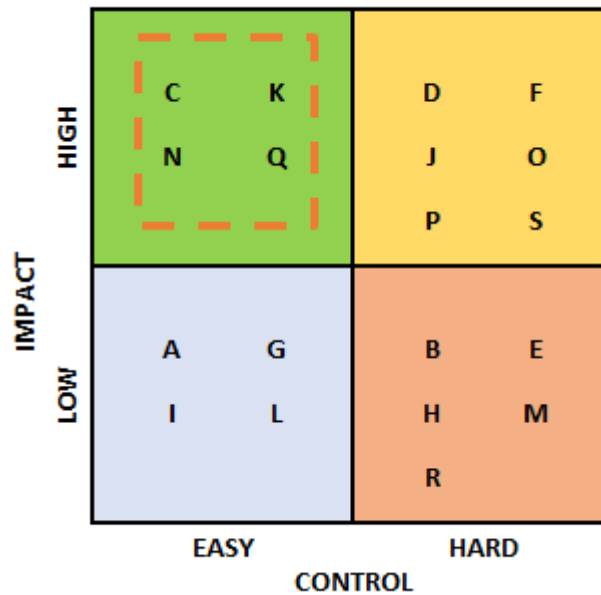 HIGH
C K D F
N Q J O
P S
IMPACT
LOW
A G B E
I L H M
R
EASY HARD
CONTROL